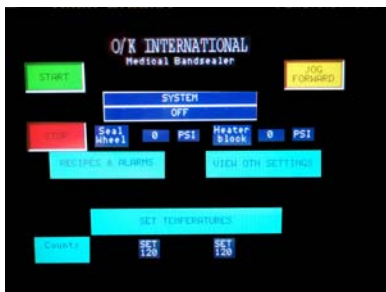 O/K INTERNATIONAL
Medical Bandsealer
START
JOG
FORWARD
SYSTEM
OFF
STOP
Seal
Wheel
0
PSI
Heater
block
0
PSI
RECIPES & ALARMS
VIEW OTH SETTINGS
SET TEMPERATURES
Counts
SET
120
SET
120